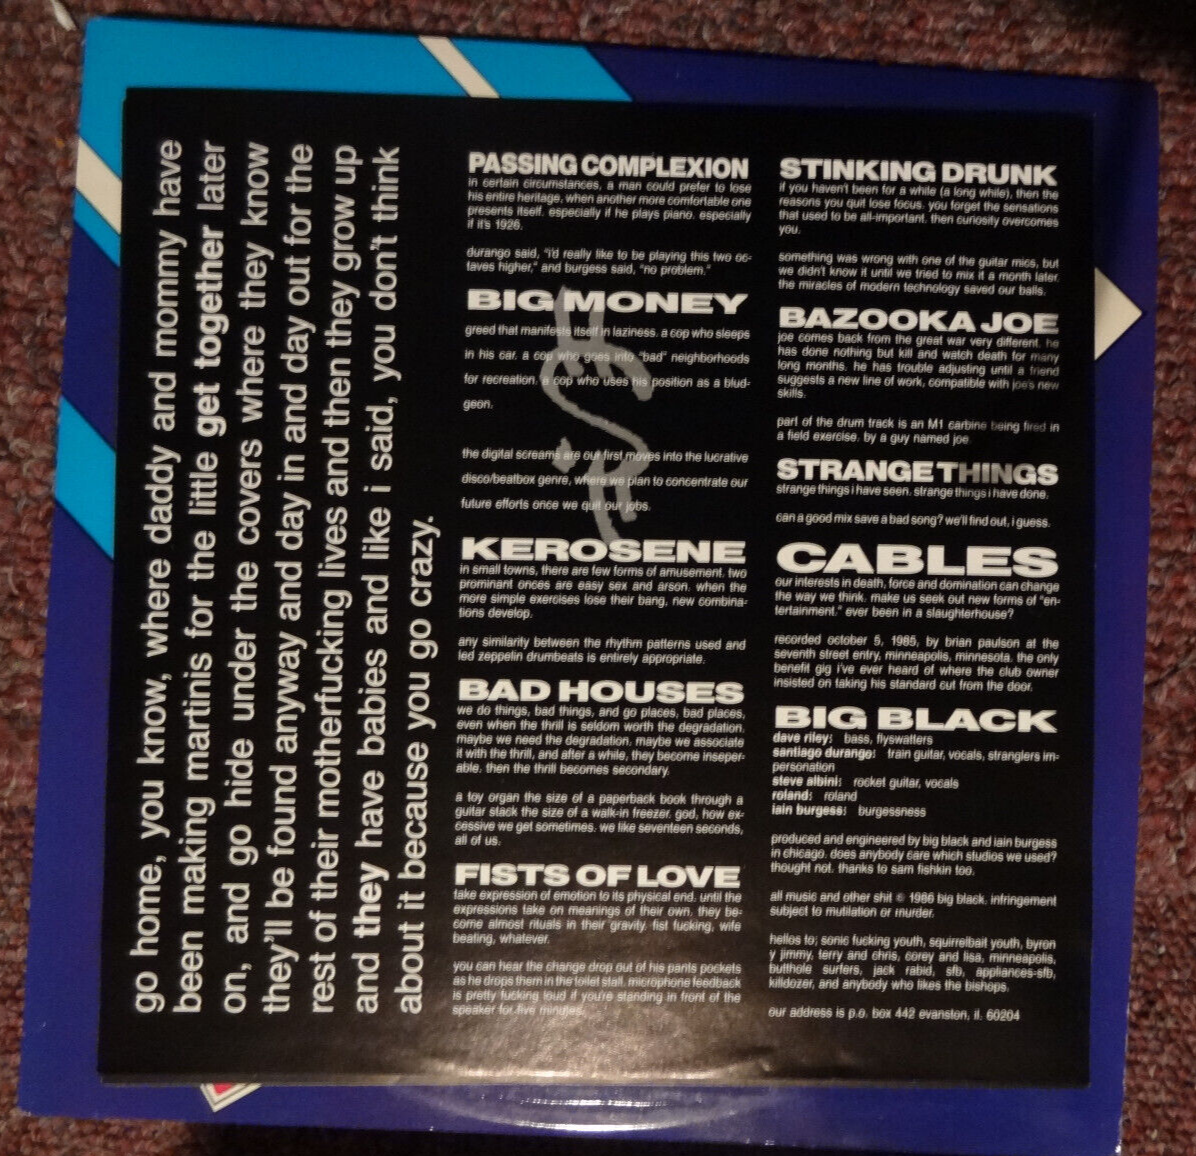 go home, you know, where daddy and mommy have
been making martinis for the little get together later
on, and go hide under the covers where they know
they'll be found anyway and day in and day out for the
rest of their motherfucking lives and then they grow up
and they have babies and like i said, you don't think
about it because you go crazy.
PASSING COMPLEXION
in certain circumstances, a man could prefer to lose
his entire heritage, when another more comfortable one
presents itself. especially if he plays piano. especially
if it's 1926.
durango said, "i'd really like to be playing this two oc-
taves higher," and burgess said, "no problem."
BIG MONEY
greed that manifests itself in laziness. a cop who sleeps
in his car. a cop who goes into "bad" neighborhoods
for recreation. a cop who uses his position as a blud-
geon.
the digital screams are our first moves into the lucrative
disco/beatbox genre, where we plan to concentrate our
future efforts once we quit our jobs.
KEROSENE
in small towns, there are few forms of amusement. two
prominant onces are easy sex and arson. when the
more simple exercises lose their bang, new combina-
tions develop.
any similarity between the rhythm patterns used and
led zeppelin drumbeats is entirely appropriate.
BAD HOUSES
we do things, bad things, and go places, bad places,
even when the thrill is seldom worth the degradation.
maybe we need the degradation. maybe we associate
it with the thrill, and after a while, they become inseper-
able. then the thrill becomes secondary.
a toy organ the size of a paperback book through a
guitar stack the size of a walk-in freezer. god, how ex-
cessive we get sometimes. we like seventeen seconds,
all of us.
FISTS OF LOVE
take expression of emotion to its physical end. until the
expressions take on meanings of their own. they be-
come almost rituals in their gravity. fist fucking, wife
beating, whatever.
you can hear the change drop out of his pants pockets
as he drops them in the toilet stall. microphone feedback
is pretty fucking loud if you're standing in front of the
speaker for five minutes.
STINKING DRUNK
if you haven't been for a while (a long while), then the
reasons you quit lose focus. you forget the sensations
that used to be all-important. then curiosity overcomes
you.
something was wrong with one of the guitar mics, but
we didn't know it until we tried to mix it a month later.
the miracles of modern technology saved our balls.
BAZOOKA JOE
joe comes back from the great war very different. he
has done nothing but kill and watch death for many
long months. he has trouble adjusting until a friend
suggests a new line of work, compatible with joe's new
skills.
part of the drum track is an M1 carbine being fired in
a field exercise. by a guy named joe.
STRANGE THINGS
strange things i have seen. strange things i have done.
can a good mix save a bad song? we'll find out, i guess.
CABLES
our interests in death, force and domination can change
the way we think. make us seek out new forms of "en-
tertainment." ever been in a slaughterhouse?
recorded october 5, 1985, by brian paulson at the
seventh street entry, minneapolis, minnesota. the only
benefit gig i've ever heard of where the club owner
insisted on taking his standard cut from the door.
BIG BLACK
dave riley: bass, flyswatters
santiago durango: train guitar, vocals, stranglers im-
personation
steve albini: rocket guitar, vocals
roland: roland
iain burgess: burgessness
produced and engineered by big black and iain burgess
in chicago. does anybody care which studios we used?
thought not. thanks to sam fishkin too.
all music and other shit © 1986 big black. infringement
subject to mutilation or murder.
hellos to; sonic fucking youth, squirrelbait youth, byron
y jimmy, terry and chris, corey and lisa, minneapolis,
butthole surfers, jack rabid, sfb, appliances-sfb,
killdozer, and anybody who likes the bishops.
our address is p.o. box 442 evanston, il. 60204